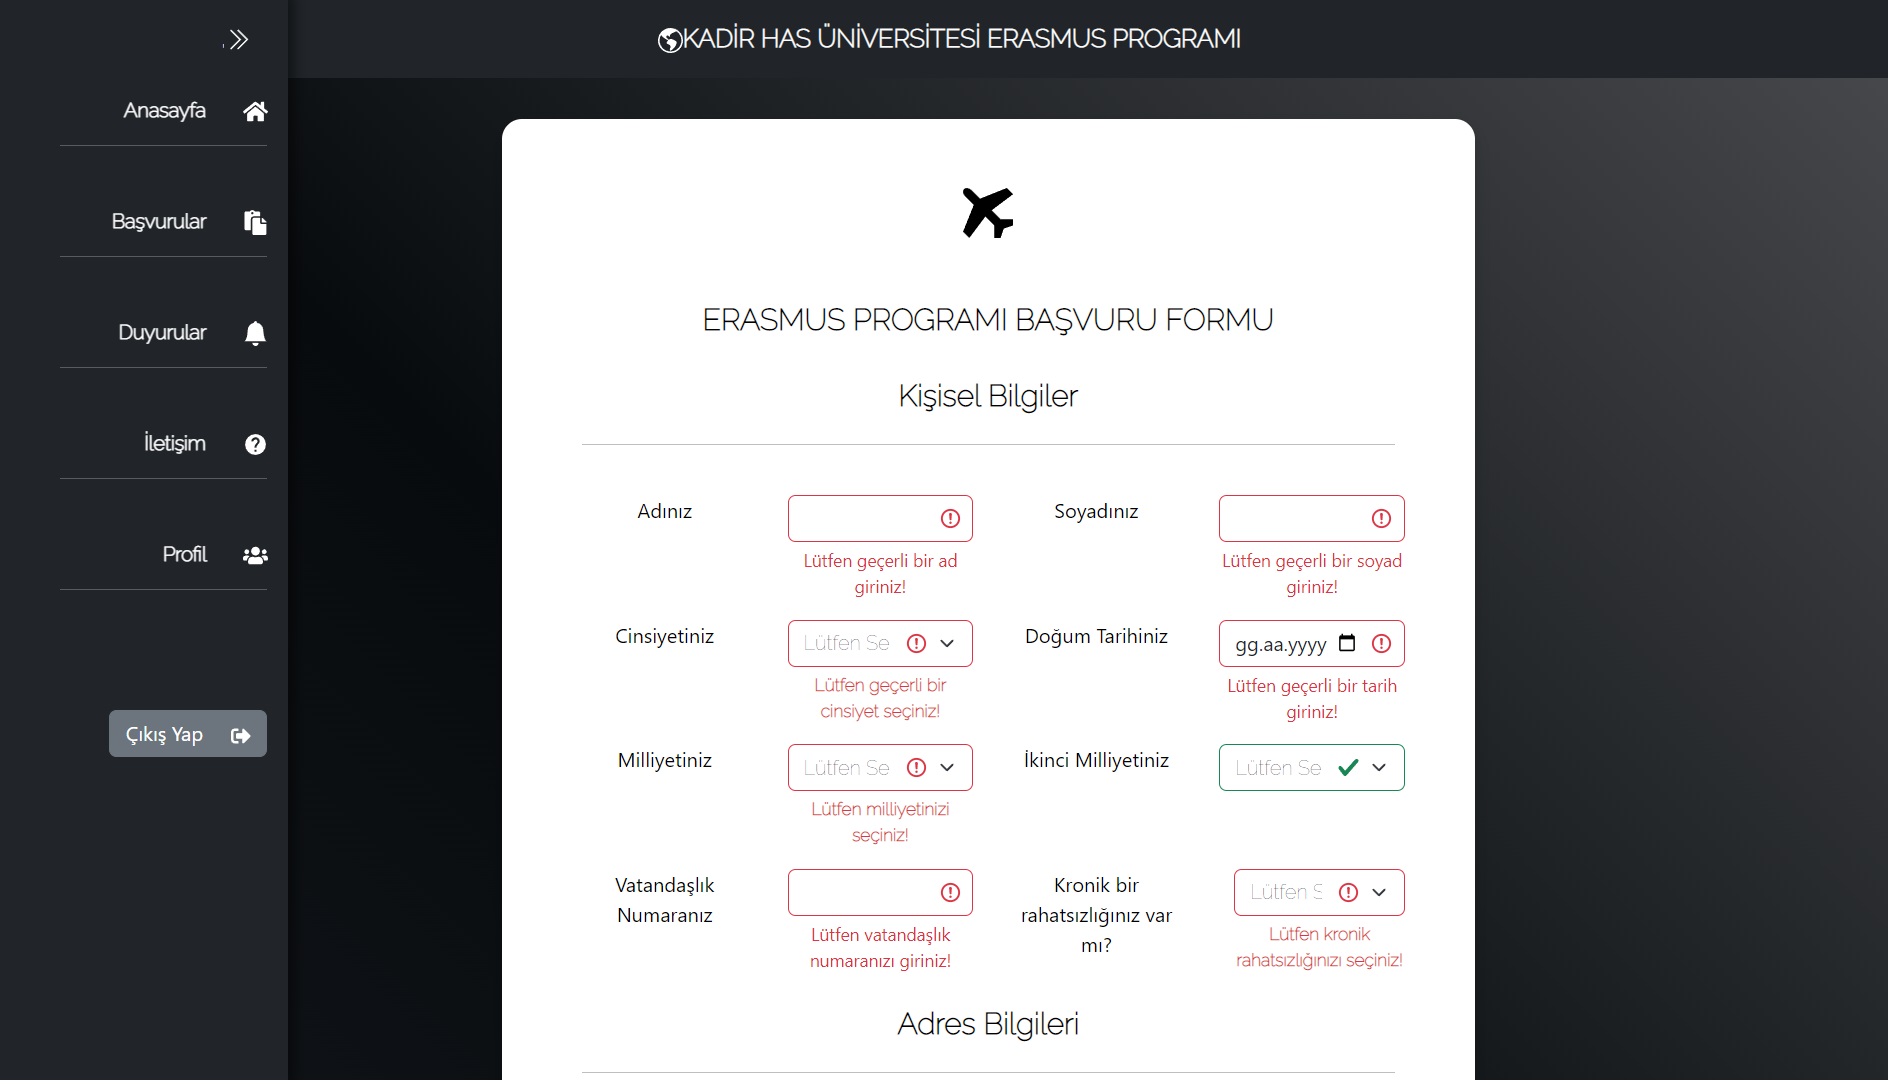 KADİR HAS ÜNİVERSİTESİ ERASMUS PROGRAMI
Anasayfa
Başvurular
Duyurular
İletişim
Profil
Çıkış Yap
ERASMUS PROGRAMI BAŞVURU FORMU
Kişisel Bilgiler
Adınız
Lütfen geçerli bir ad
giriniz!
Soyadınız
Lütfen geçerli bir soyad
giriniz!
Cinsiyetiniz
Lütfen Se
Lütfen geçerli bir
cinsiyet seçiniz!
Doğum Tarihiniz
gg.aa.yyyy
Lütfen geçerli bir tarih
giriniz!
Milliyetiniz
Lütfen Se
Lütfen milliyetinizi
seçiniz!
İkinci Milliyetiniz
Lütfen Se
Vatandaşlık
Numaranız
Lütfen vatandaşlık
numaranızı giriniz!
Kronik bir
rahatsızlığınız var
mı?
Lütfen S
Lütfen kronik
rahatsızlığınızı seçiniz!
Adres Bilgileri